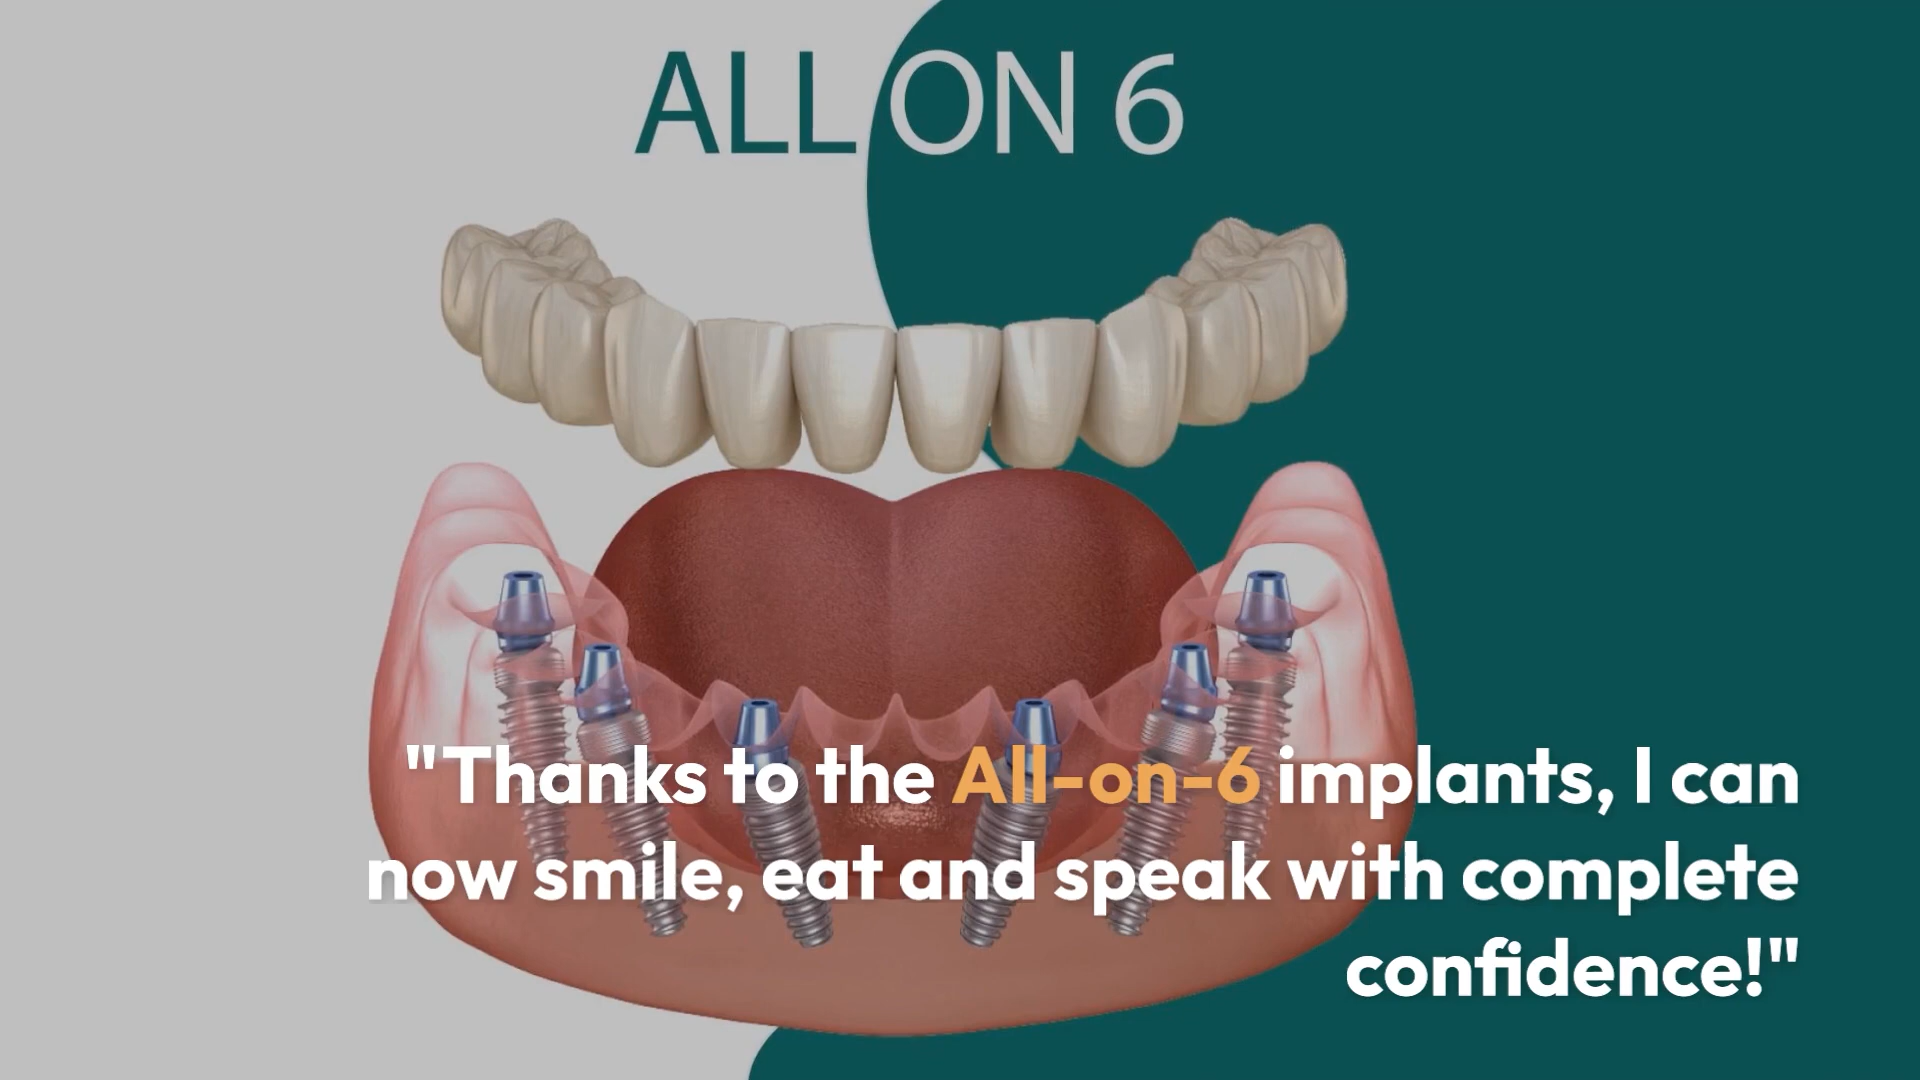 ALL ON 6
"Thanks to the All-on-6 implants, I can
now smile, eat and speak with complete
confidence!"